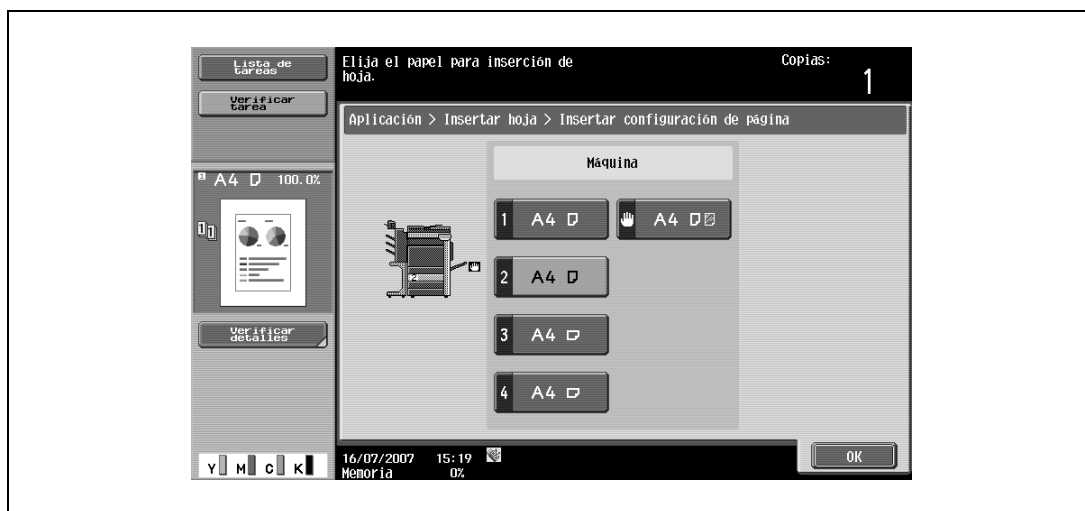 Lista de
tareas
Verificar
tarea
A4 100.0%
Verificar
detalles
Y M C K
Elija el papel para inserción de
hoja.
Copias:
1
Aplicación > Insertar hoja > Insertar configuración de página
Máquina
1 A4
A4
2 A4
3 A4
4 A4
2
16/07/2007 15:19
Memoria 0%
OK